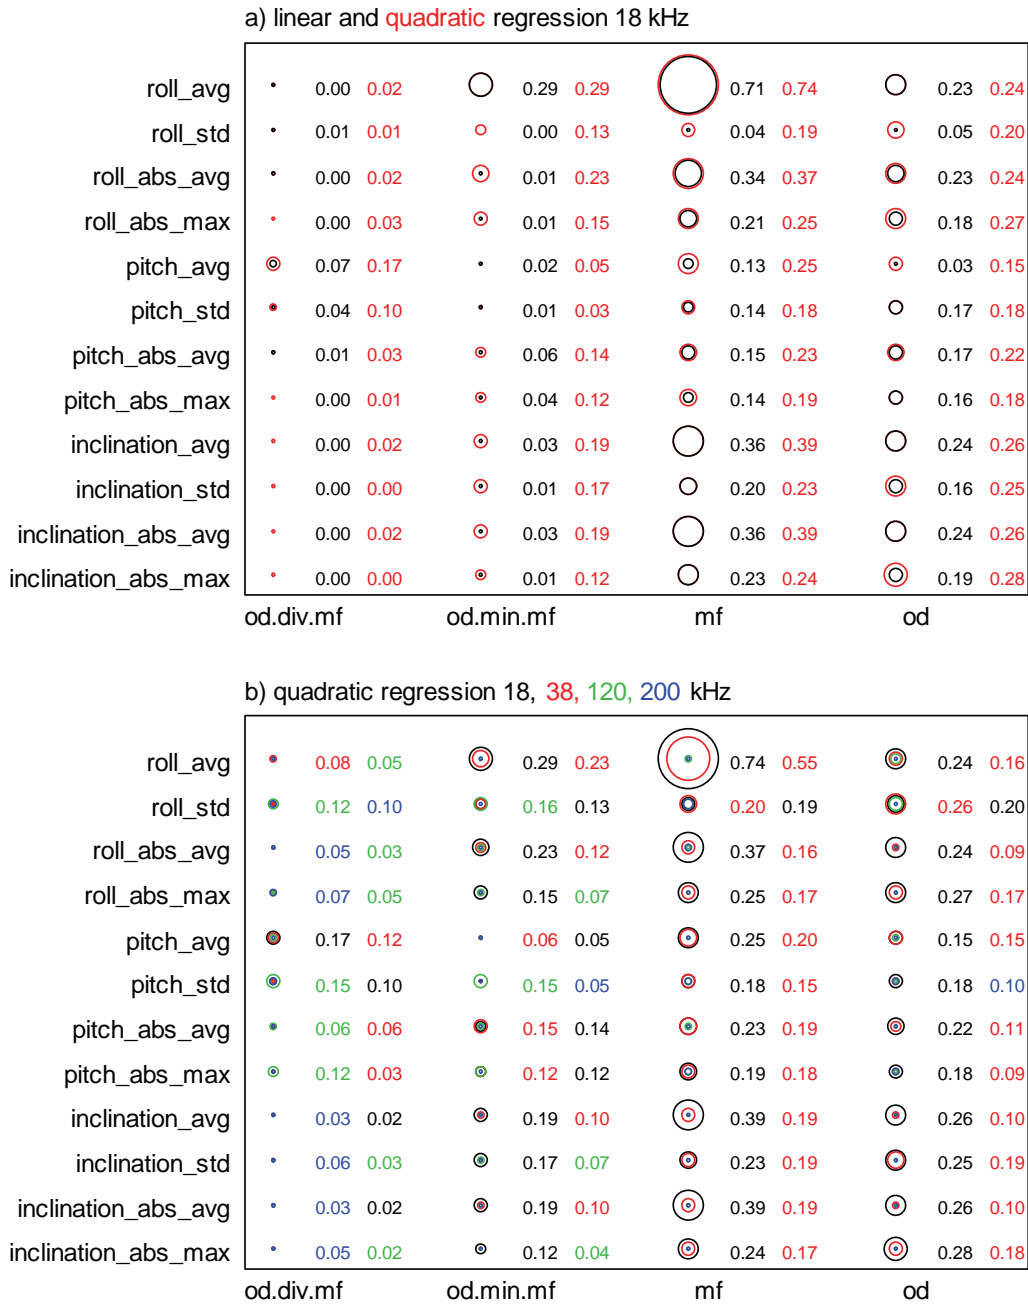 a) linear and quadratic regression 18 kHz
roll_avg 0.00 0.02 0.29 0.29 0.71 0.74 0.23 0.24
roll_std 0.01 0.01 0.00 0.13 0.04 0.19 0.05 0.20
roll_abs_avg 0.00 0.02 0.01 0.23 0.34 0.37 0.23 0.24
roll_abs_max 0.00 0.03 0.01 0.15 0.21 0.25 0.18 0.27
pitch_avg 0.07 0.17 0.02 0.05 0.13 0.25 0.03 0.15
pitch_std 0.04 0.10 0.01 0.03 0.14 0.18 0.17 0.18
pitch_abs_avg 0.01 0.03 0.06 0.14 0.15 0.23 0.17 0.22
pitch_abs_max 0.00 0.01 0.04 0.12 0.14 0.19 0.16 0.18
inclination_avg 0.00 0.02 0.03 0.19 0.36 0.39 0.24 0.26
inclination_std 0.00 0.00 0.01 0.17 0.20 0.23 0.16 0.25
inclination_abs_avg 0.00 0.02 0.03 0.19 0.36 0.39 0.24 0.26
inclination_abs_max 0.00 0.00 0.01 0.12 0.23 0.24 0.19 0.28
od.div.mf od.min.mf mf od
b) quadratic regression 18, 38, 120, 200 kHz
roll_avg 0.08 0.05 0.29 0.23 0.74 0.55 0.24 0.16
roll_std 0.12 0.10 0.16 0.13 0.20 0.19 0.26 0.20
roll_abs_avg 0.05 0.03 0.23 0.12 0.37 0.16 0.24 0.09
roll_abs_max 0.07 0.05 0.15 0.07 0.25 0.17 0.27 0.17
pitch_avg 0.17 0.12 0.06 0.05 0.25 0.20 0.15 0.15
pitch_std 0.15 0.10 0.15 0.05 0.18 0.15 0.18 0.10
pitch_abs_avg 0.06 0.06 0.15 0.14 0.23 0.19 0.22 0.11
pitch_abs_max 0.12 0.03 0.12 0.12 0.19 0.18 0.18 0.09
inclination_avg 0.03 0.02 0.19 0.10 0.39 0.19 0.26 0.10
inclination_std 0.06 0.03 0.17 0.07 0.23 0.19 0.25 0.19
inclination_abs_avg 0.03 0.02 0.19 0.10 0.39 0.19 0.26 0.10
inclination_abs_max 0.05 0.02 0.12 0.04 0.24 0.17 0.28 0.18
od.div.mf od.min.mf mf od